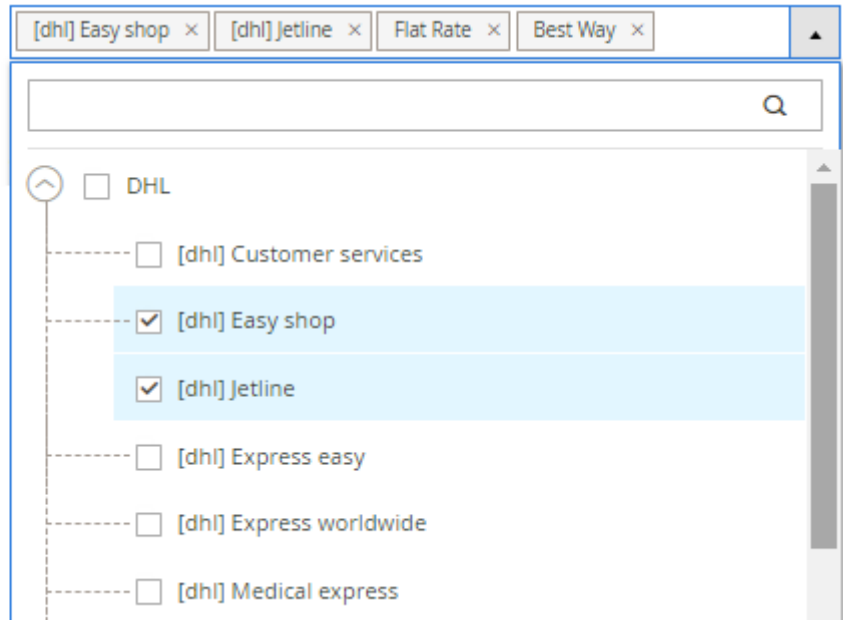 [dhl] Easy shop × [dhl] Jetline × Flat Rate × Best Way ×
DHL
[dhl] Customer services
[dhl] Easy shop
[dhl] Jetline
[dhl] Express easy
[dhl] Express worldwide
[dhl] Medical express